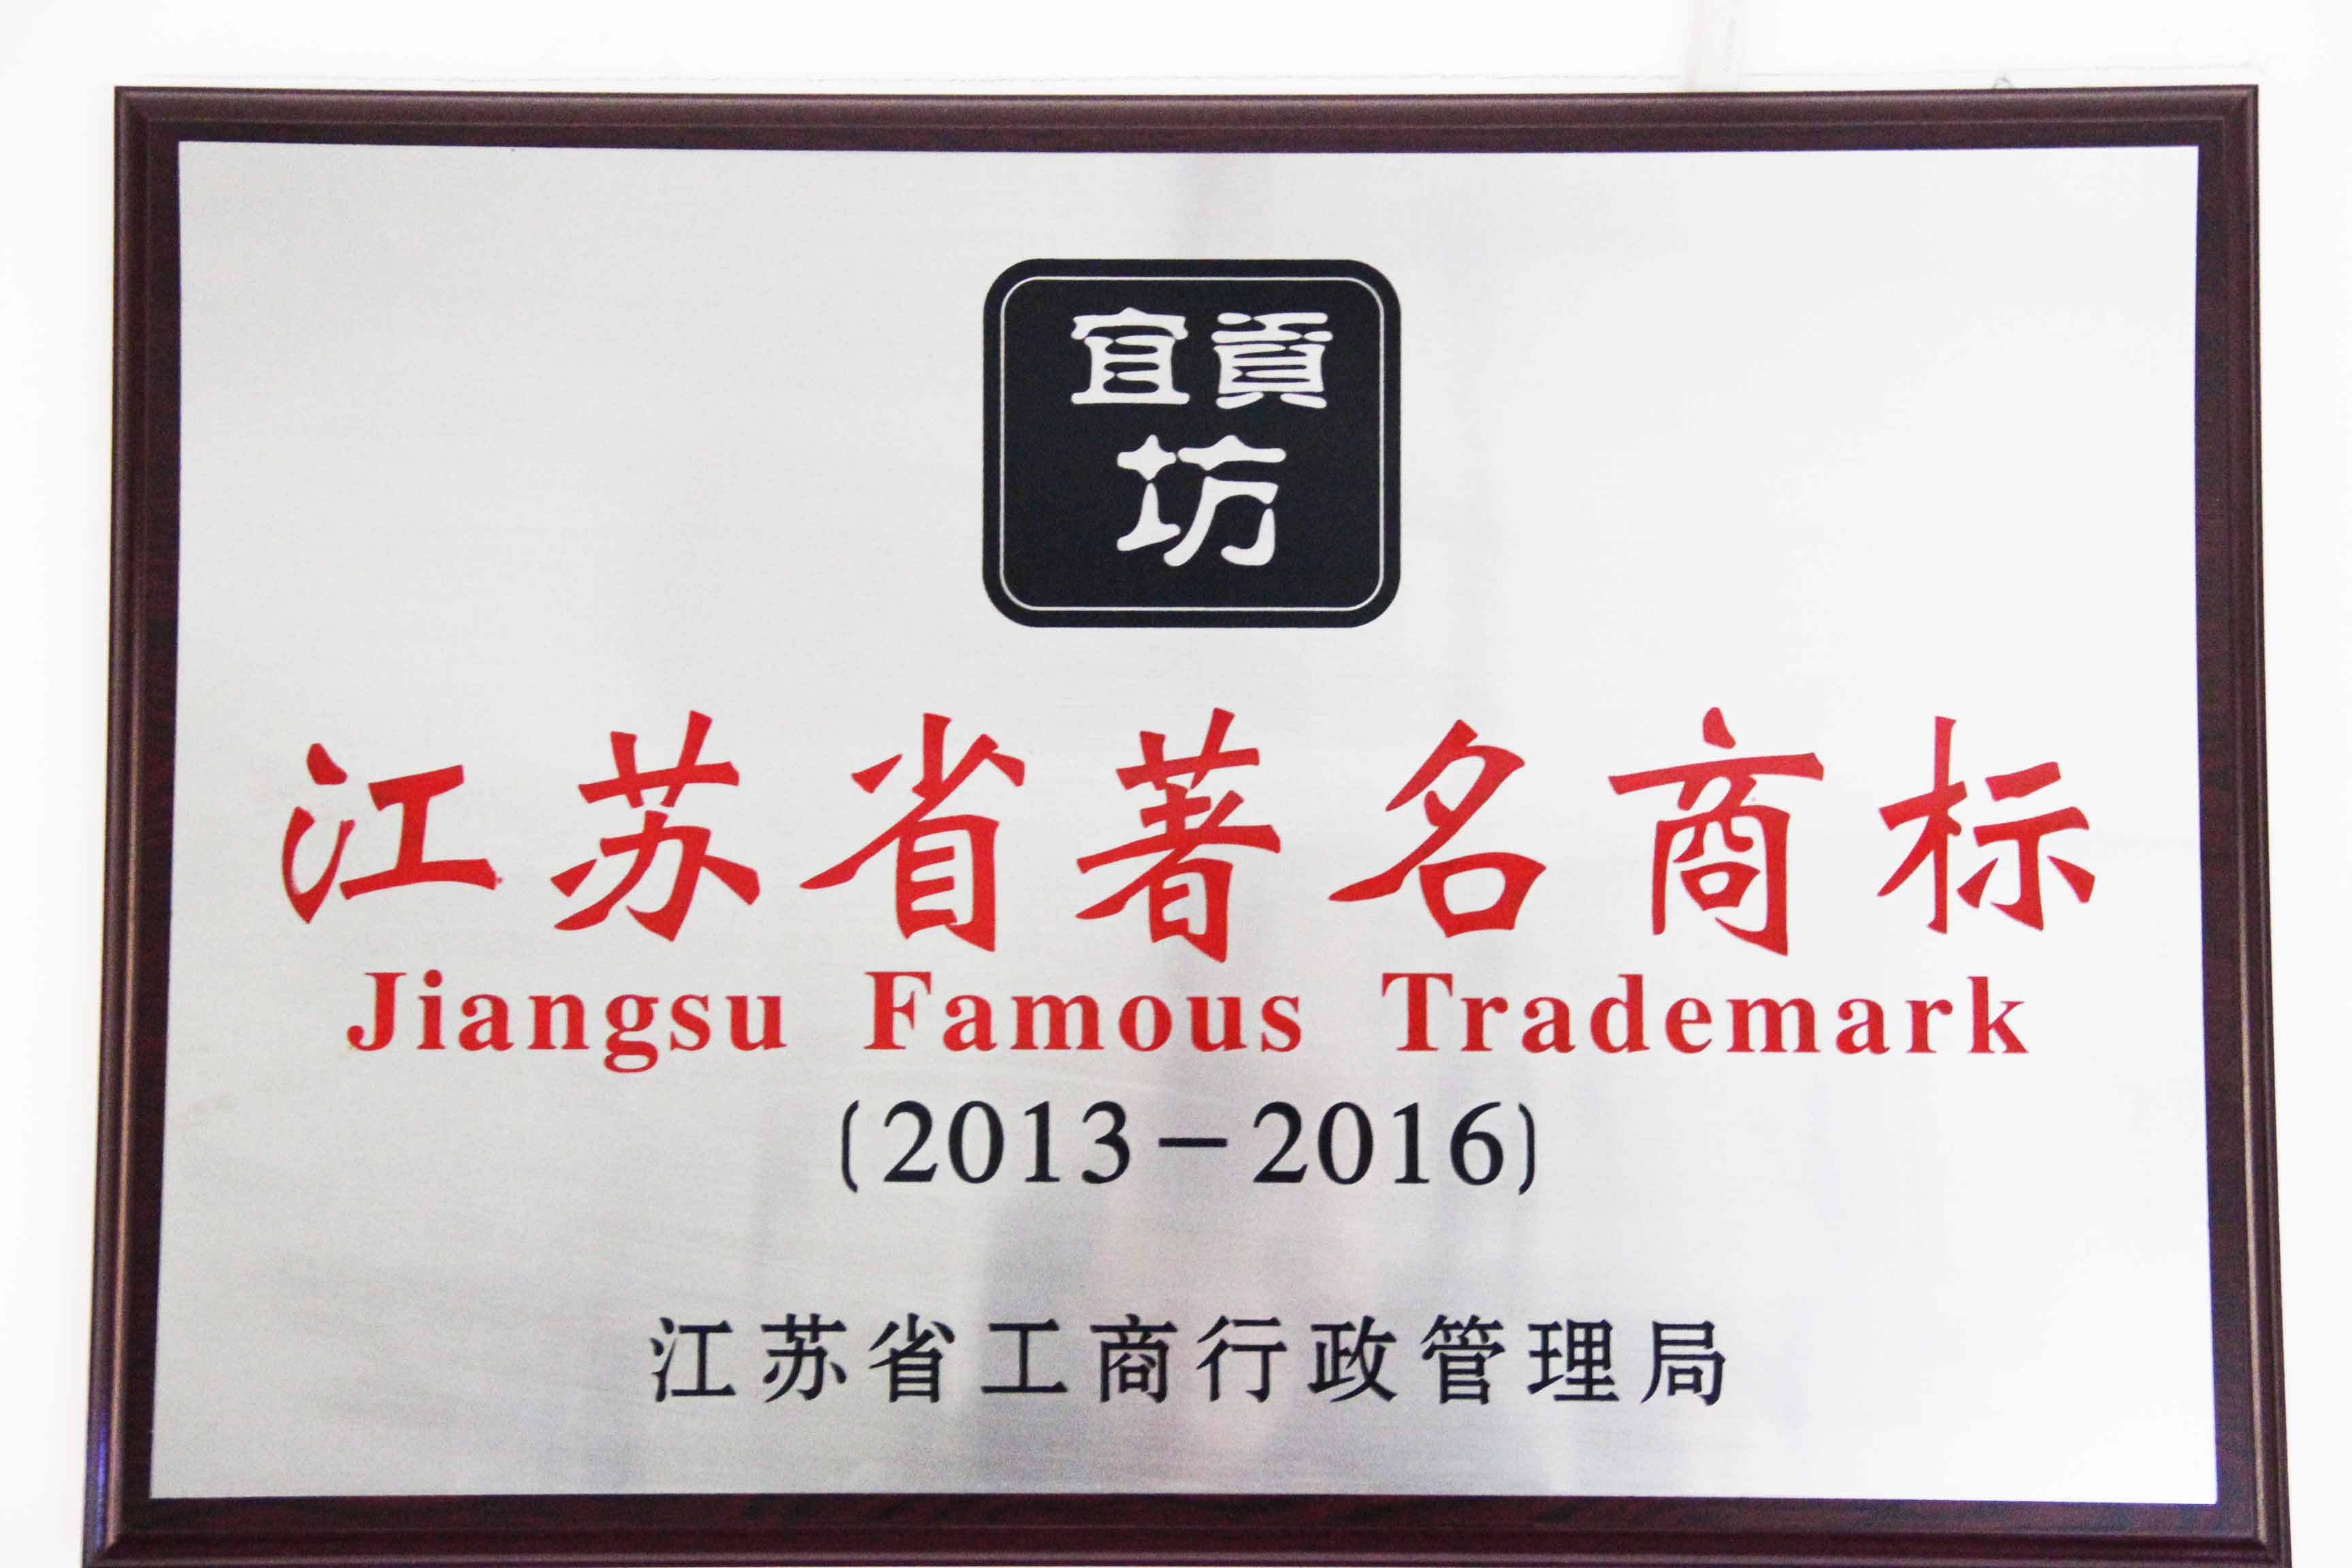 宜貢
坊
江苏省著名商标
Jiangsu Famous Trademark
(2013-2016)
江苏省工商行政管理局